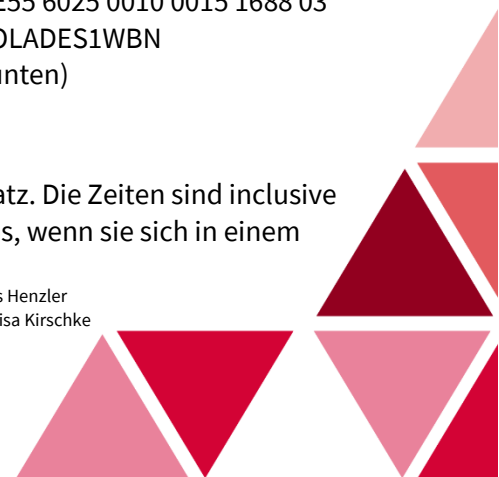 E55 6025 0010 0015 1688 03
OLADES1WBN
unten)
atz. Die Zeiten sind inclusive
s, wenn sie sich in einem
s Henzler
isa Kirschke